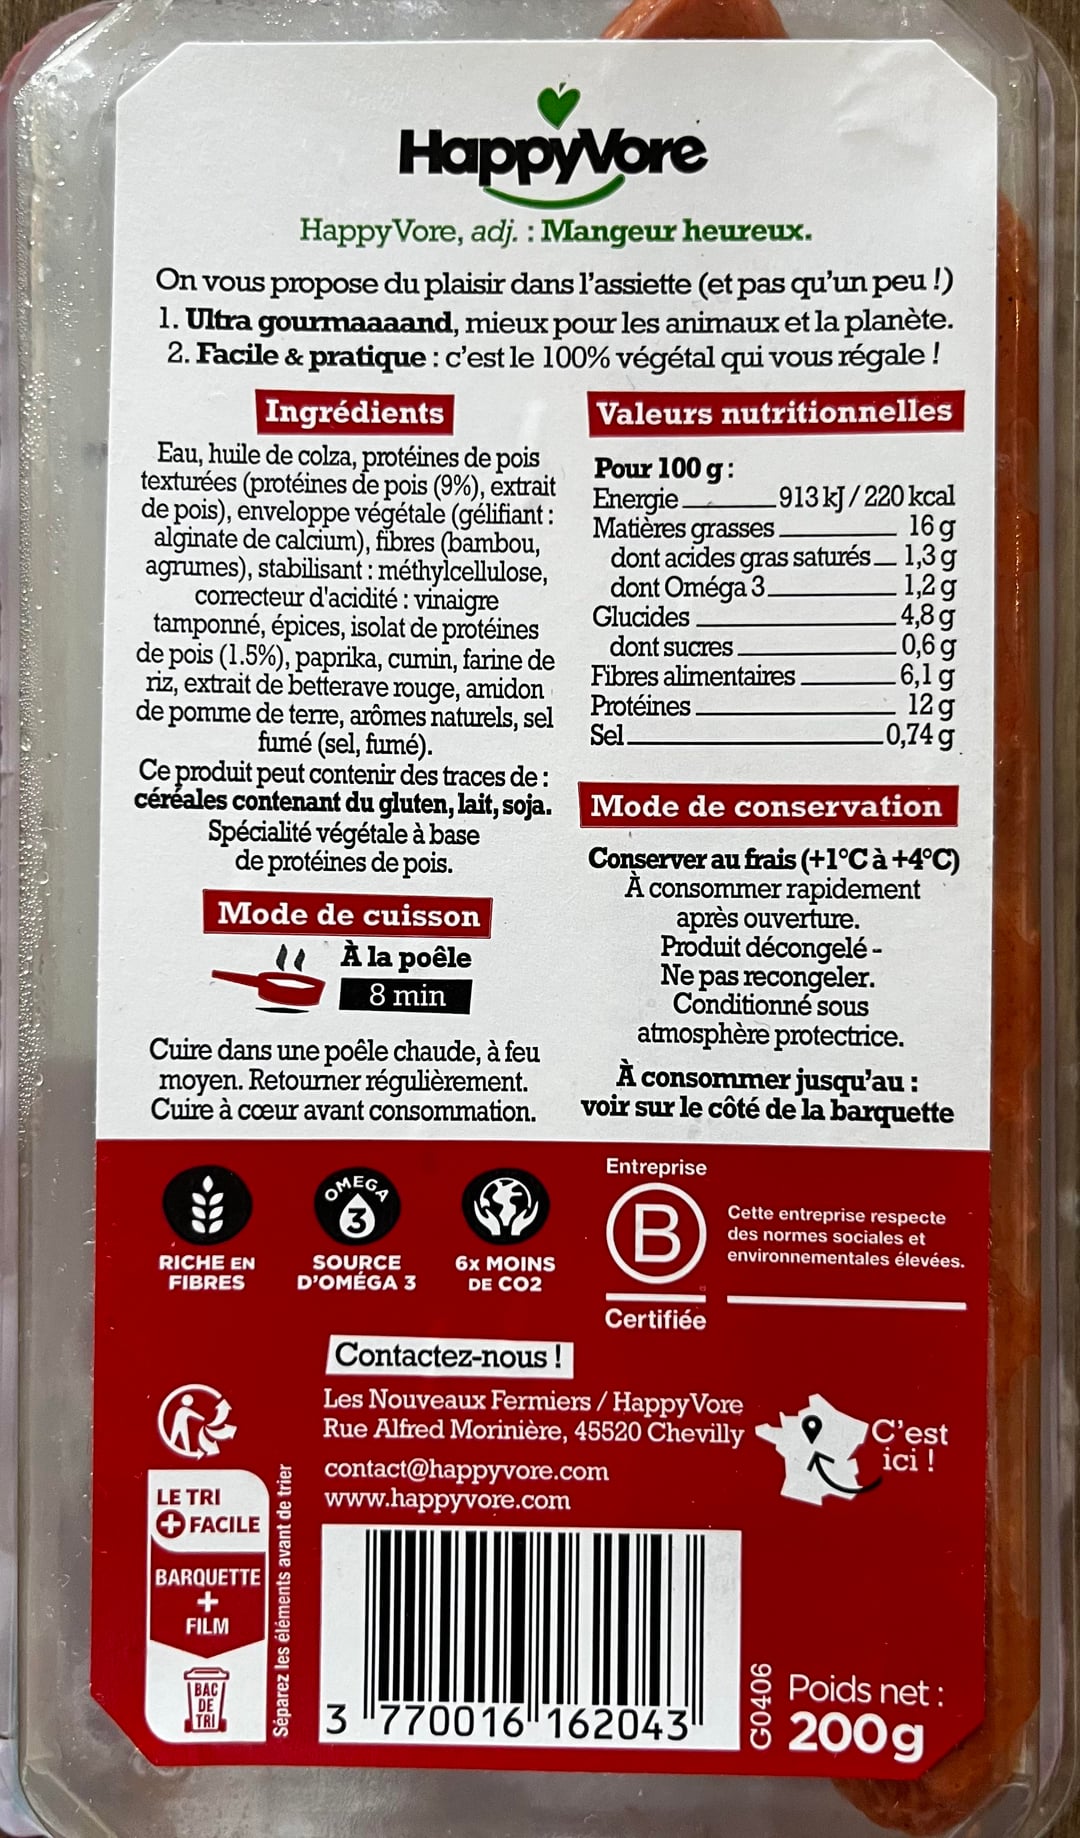 HappyVore
HappyVore, adj. : Mangeur heureux.
On vous propose du plaisir dans l'assiette (et pas qu'un peu !)
1. Ultra gourmaaaand, mieux pour les animaux et la planète.
2. Facile & pratique : c'est le 100% végétal qui vous régale !
Ingrédients
Eau, huile de colza, protéines de pois
texturées (protéines de pois (9%), extrait
de pois), enveloppe végétale (gélifiant :
alginate de calcium), fibres (bambou,
agrumes), stabilisant : méthylcellulose,
correcteur d'acidité : vinaigre
tamponné, épices, isolat de protéines
de pois (1.5%), paprika, cumin, farine de
riz, extrait de betterave rouge, amidon
de pomme de terre, arômes naturels, sel
fumé (sel, fumé).
Ce produit peut contenir des traces de :
céréales contenant du gluten, lait, soja.
Spécialité végétale à base
de protéines de pois.
Mode de cuisson
À la poêle
8 min
Cuire dans une poêle chaude, à feu
moyen. Retourner régulièrement.
Cuire à cœur avant consommation.
Valeurs nutritionnelles
Pour 100 g :
Energie 913 kJ / 220 kcal
Matières grasses 16 g
dont acides gras saturés 1,3 g
dont Oméga 3 1,2 g
Glucides 4,8 g
dont sucres 0,6 g
Fibres alimentaires 6,1 g
Protéines 12 g
Sel 0,74 g
Mode de conservation
Conserver au frais (+1°C à +4°C)
À consommer rapidement
après ouverture.
Produit décongelé -
Ne pas recongeler.
Conditionné sous
atmosphère protectrice.
À consommer jusqu'au :
voir sur le côté de la barquette
RICHE EN
FIBRES
OMEGA
3
SOURCE
D'OMÉGA 3
6x MOINS
DE CO2
Entreprise
B
Certifiée
Cette entreprise respecte
des normes sociales et
environnementales élevées.
Contactez-nous !
Les Nouveaux Fermiers / HappyVore
Rue Alfred Morinière, 45520 Chevilly
contact@happyvore.com
www.happyvore.com
C'est
ici !
LE TRI
+ FACILE
BARQUETTE
+
FILM
BAC
DE
TRI
Séparez les éléments avant de trier
3 770016 162043
G0406
Poids net :
200g